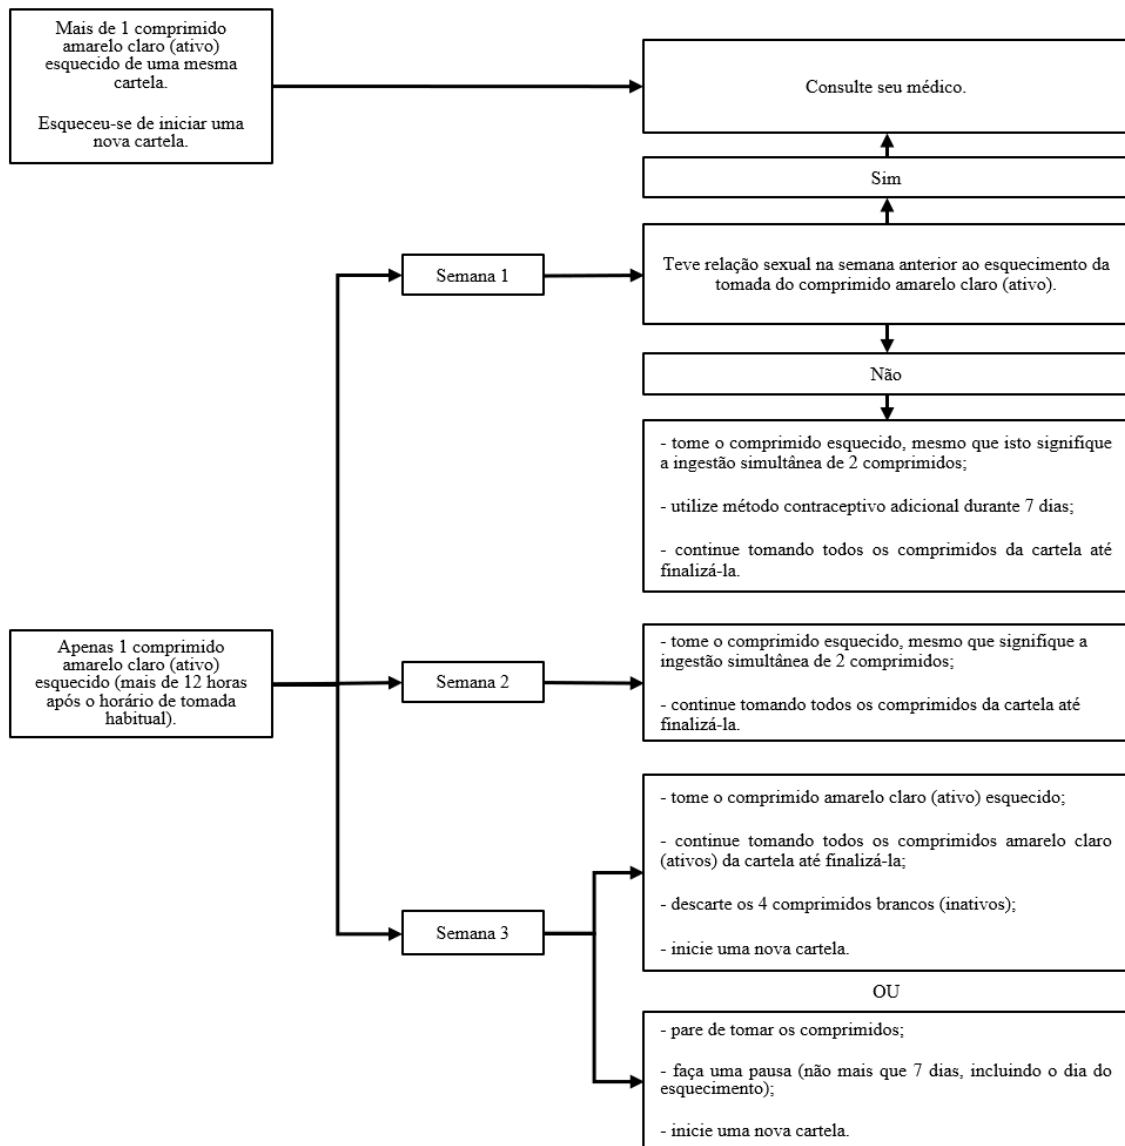 Mais de 1 comprimido
amarelo claro (ativo)
esquecido de uma mesma
cartela.
Esqueceu-se de iniciar uma
nova cartela.
Consulte seu médico.
Sim
Semana 1
Teve relação sexual na semana anterior ao esquecimento da
tomada do comprimido amarelo claro (ativo).
Não
- tome o comprimido esquecido, mesmo que isto signifique
a ingestão simultânea de 2 comprimidos;
- utilize método contraceptivo adicional durante 7 dias;
- continue tomando todos os comprimidos da cartela até
finalizá-la.
Apenas 1 comprimido
amarelo claro (ativo)
esquecido (mais de 12 horas
após o horário de tomada
habitual).
Semana 2
- tome o comprimido esquecido, mesmo que signifique a
ingestão simultânea de 2 comprimidos;
- continue tomando todos os comprimidos da cartela até
finalizá-la.
Semana 3
- tome o comprimido amarelo claro (ativo) esquecido;
- continue tomando todos os comprimidos amarelo claro
(ativos) da cartela até finalizá-la;
- descarte os 4 comprimidos brancos (inativos);
- inicie uma nova cartela.
OU
- pare de tomar os comprimidos;
- faça uma pausa (não mais que 7 dias, incluindo o dia do
esquecimento);
- inicie uma nova cartela.